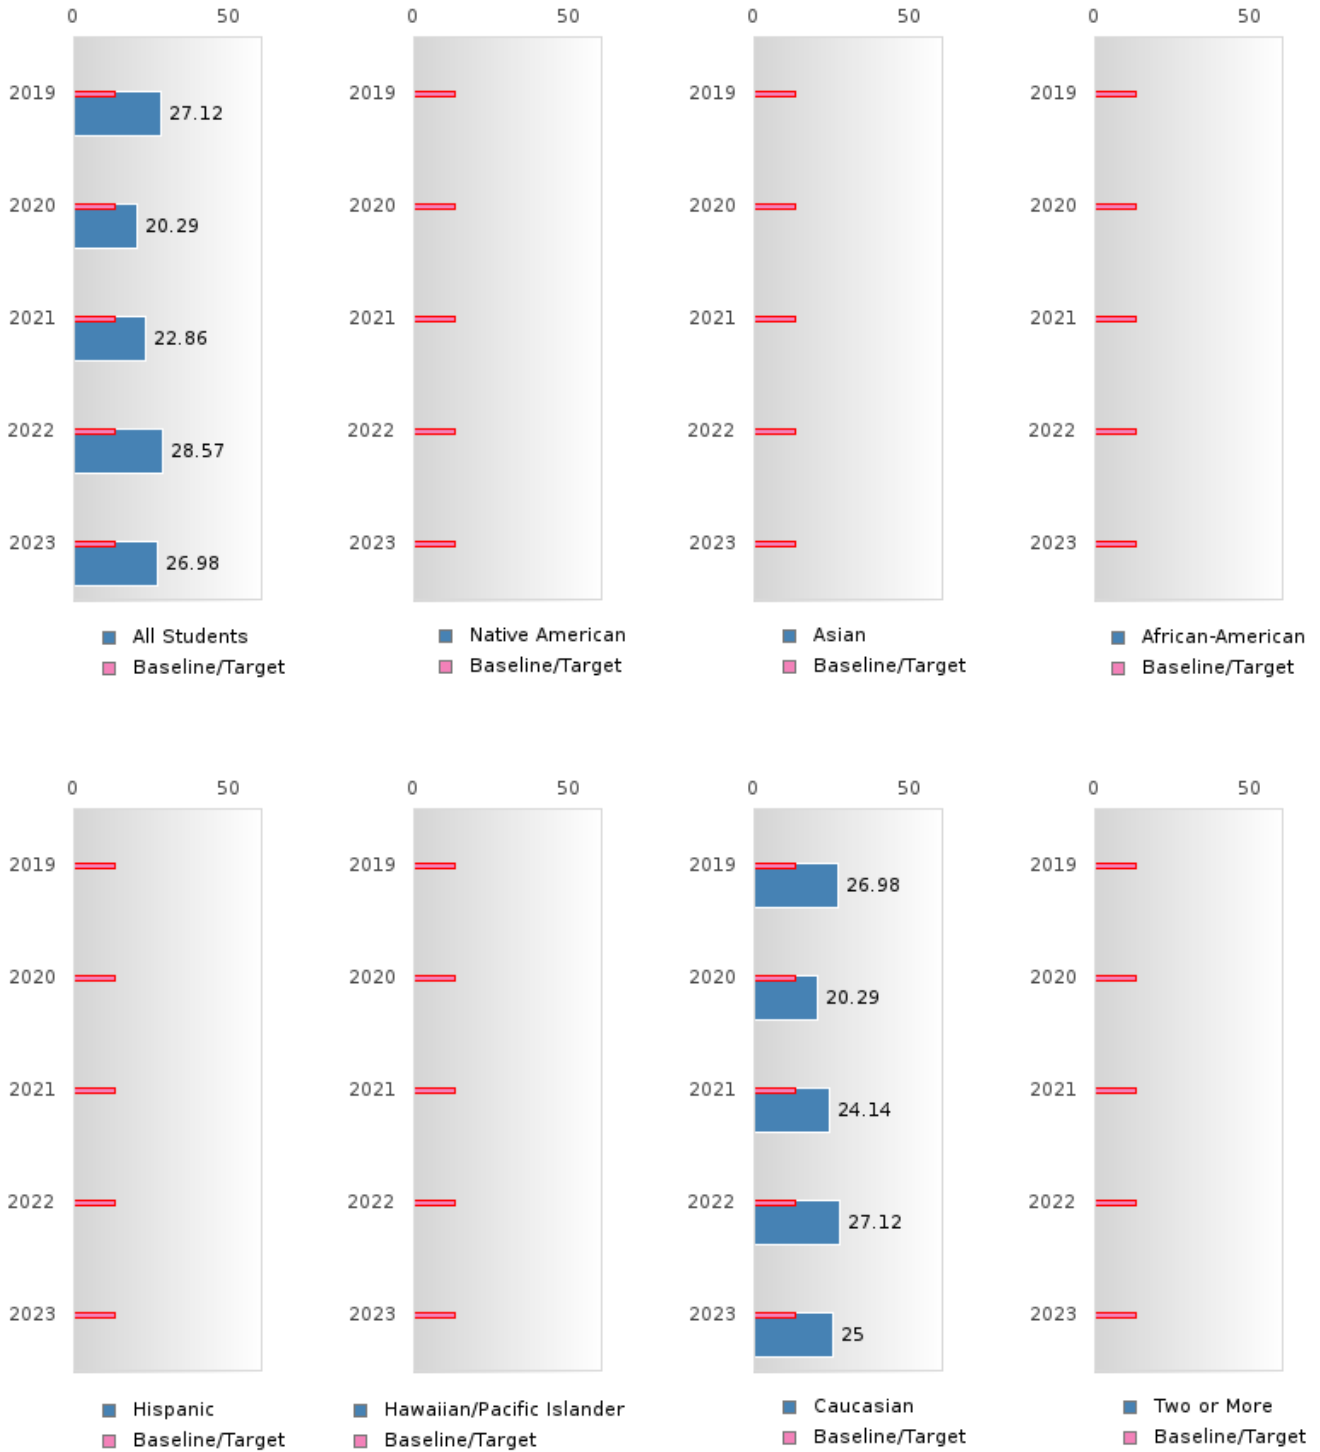 0 50 0 50 0 50 0 50
2019 27.12 2019 2019 2019
2020 20.29 2020 2020 2020
2021 22.86 2021 2021 2021
2022 28.57 2022 2022 2022
2023 26.98 2023 2023 2023
All Students Native American Asian African-American
Baseline/Target Baseline/Target Baseline/Target Baseline/Target
0 50 0 50 0 50 0 50
2019 2019 2019 26.98 2019
2020 2020 2020 20.29 2020
2021 2021 2021 24.14 2021
2022 2022 2022 27.12 2022
2023 2023 2023 25 2023
Hispanic Hawaiian/Pacific Islander Caucasian Two or More
Baseline/Target Baseline/Target Baseline/Target Baseline/Target